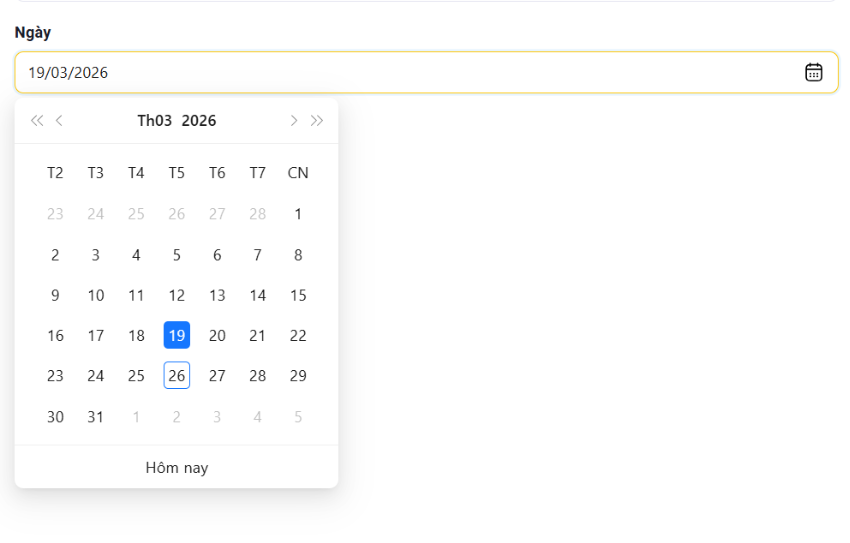 Ngày
19/03/2026
Th03 2026
T2 T3 T4 T5 T6 T7 CN
23 24 25 26 27 28 1
2 3 4 5 6 7 8
9 10 11 12 13 14 15
16 17 18 19 20 21 22
23 24 25 26 27 28 29
30 31 1 2 3 4 5
Hôm nay